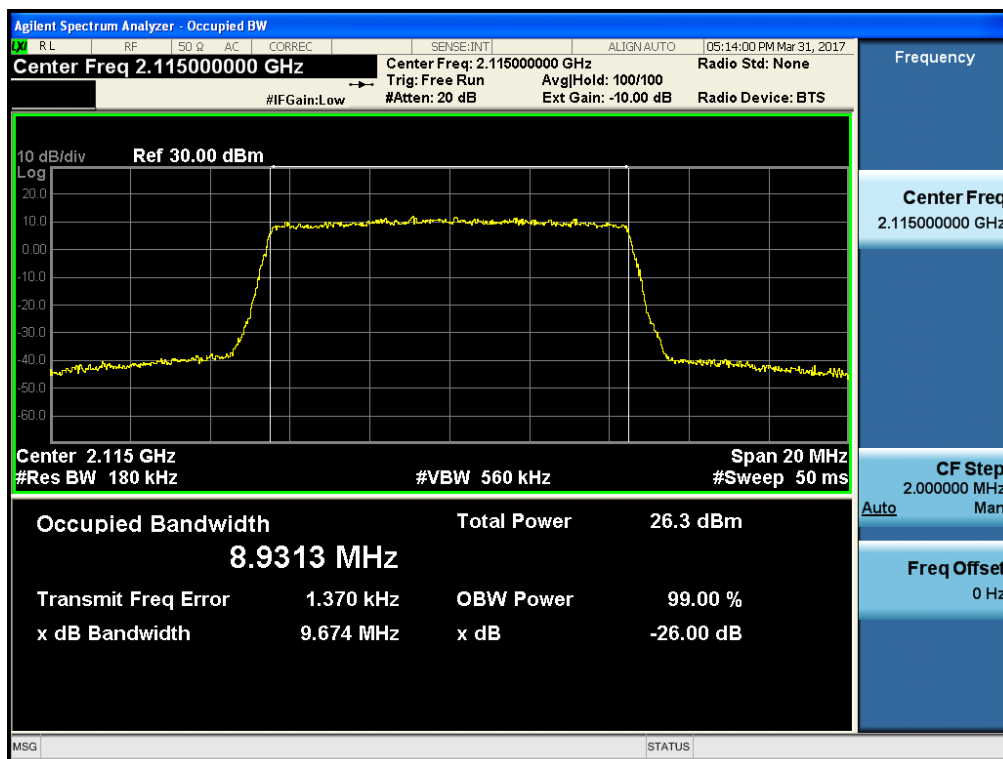 Agilent Spectrum Analyzer - Occupied BW
LXI RL RF 50 Ω AC CORREC SENSE:INT ALIGN AUTO 05:14:00 PM Mar 31, 2017
Center Freq 2.115000000 GHz
Center Freq: 2.115000000 GHz Radio Std: None
Trig: Free Run Avg|Hold: 100/100
#IFGain:Low #Atten: 20 dB Ext Gain: -10.00 dB Radio Device: BTS
10 dB/div Ref 30.00 dBm
Log
20.0
10.0
0.00
-10.0
-20.0
-30.0
-40.0
-50.0
-60.0
Center 2.115 GHz Span 20 MHz
#Res BW 180 kHz #VBW 560 kHz #Sweep 50 ms
Occupied Bandwidth Total Power 26.3 dBm
8.9313 MHz
Transmit Freq Error 1.370 kHz OBW Power 99.00 %
x dB Bandwidth 9.674 MHz x dB -26.00 dB
MSG STATUS
Frequency
Center Freq
2.115000000 GHz
CF Step
2.000000 MHz
Auto Man
Freq Offset
0 Hz